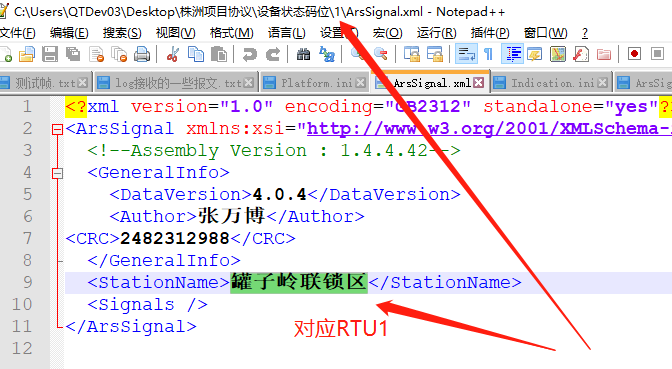 C:\Users\QTDev03\Desktop\株洲项目协议\设备状态码位\1\ArsSignal.xml - Notepad++
文件(F) 编辑(E) 搜索(S) 视图(V) 编码(N) 语言(L) 设置(T) 宏(O) 运行(R) 插件(P) 窗口(W) ?
测试帧.txt log接收的一些报文.txt Platform.ini ArsSignal.xml Indication.ini ArsSi
1 <?xml version="1.0" encoding="GB2312" standalone="yes"?>
2 <ArsSignal xmlns:xsi="http://www.w3.org/2001/XMLSchema-
3 <!--Assembly Version : 1.4.4.42-->
4 <GeneralInfo>
5 <DataVersion>4.0.4</DataVersion>
6 <Author>张万博</Author>
7 <CRC>2482312988</CRC>
8 </GeneralInfo>
9 <StationName>罐子岭联锁区</StationName>
10 <Signals />
11 </ArsSignal>
12
对应RTU1